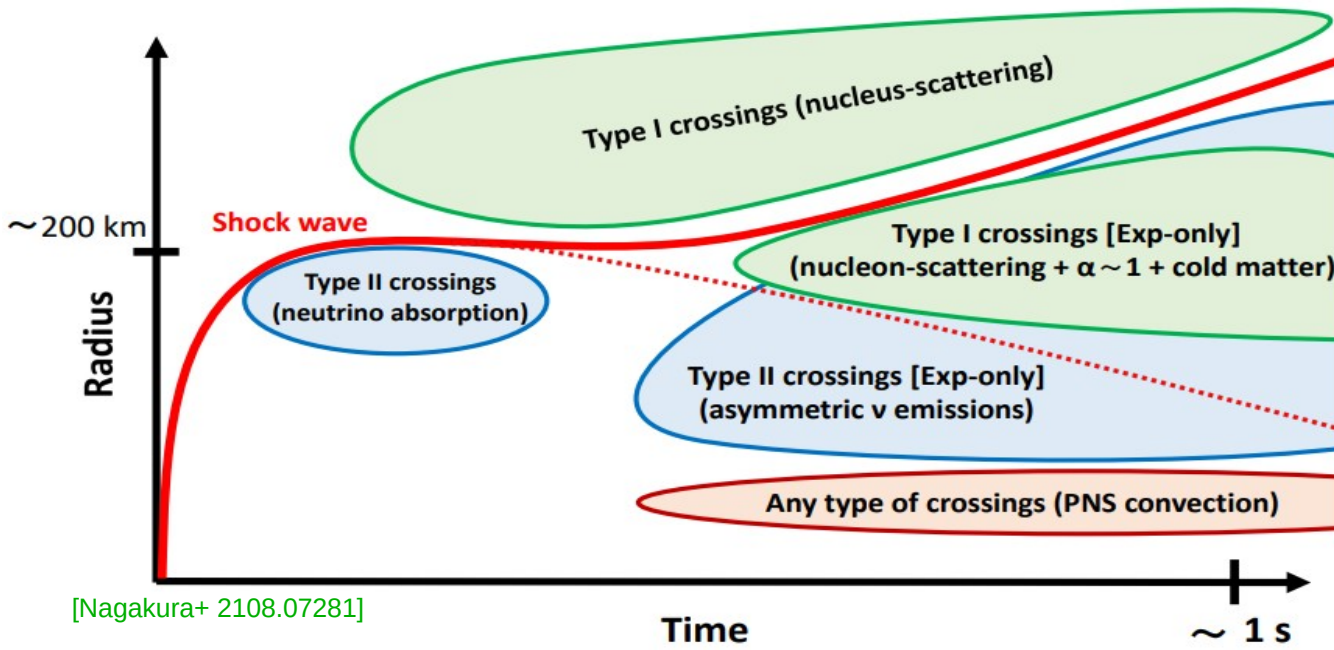 Type I crossings (nucleus-scattering)
~200 km
Shock wave
Type I crossings [Exp-only]
(nucleon-scattering + α ~ 1 + cold matter)
Type II crossings
(neutrino absorption)
Radius
Type II crossings [Exp-only]
(asymmetric ν emissions)
Any type of crossings (PNS convection)
[Nagakura+ 2108.07281]
Time
~ 1 s